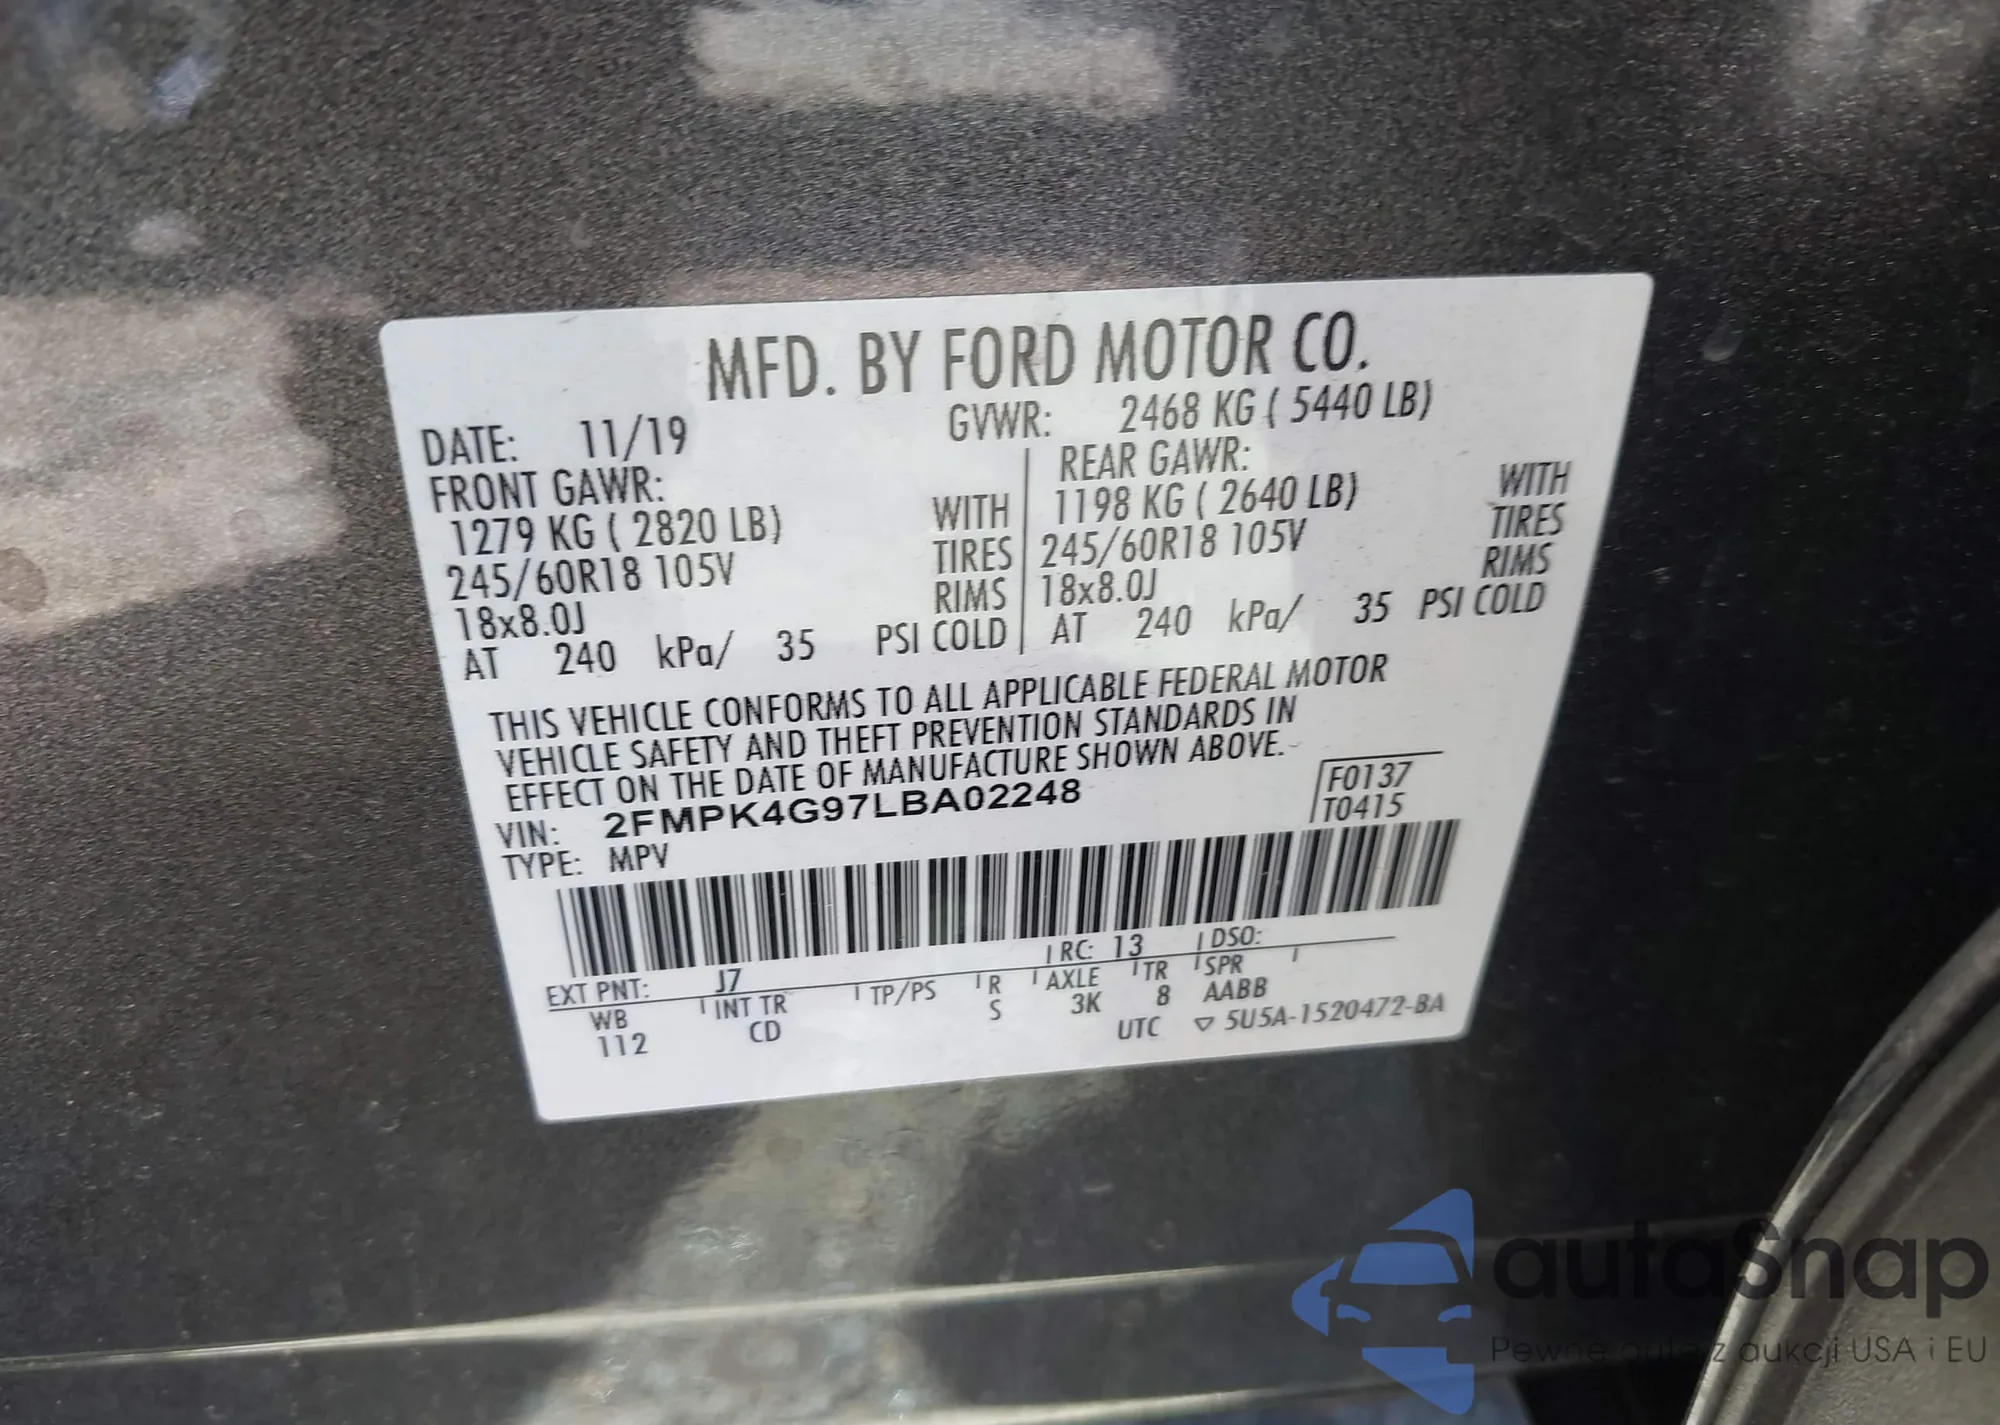 MFD. BY FORD MOTOR CO.
DATE: 11/19 GVWR: 2468 KG ( 5440 LB)
FRONT GAWR: REAR GAWR:
1279 KG ( 2820 LB) WITH 1198 KG ( 2640 LB) WITH
245/60R18 105V TIRES 245/60R18 105V TIRES
18x8.0J RIMS 18x8.0J RIMS
AT 240 kPa/ 35 PSI COLD AT 240 kPa/ 35 PSI COLD
THIS VEHICLE CONFORMS TO ALL APPLICABLE FEDERAL MOTOR
VEHICLE SAFETY AND THEFT PREVENTION STANDARDS IN
EFFECT ON THE DATE OF MANUFACTURE SHOWN ABOVE.
VIN: 2FMPK4G97LBA02248 F0137
TYPE: MPV T0415
EXT PNT: J7 RC: 13 DSO:
WB INT TR TP/PS R AXLE TR SPR
112 CD S 3K 8 AABB
UTC ▽ 5U5A-1520472-BA
autaSnap
Pewne auta z aukcji USA i EU